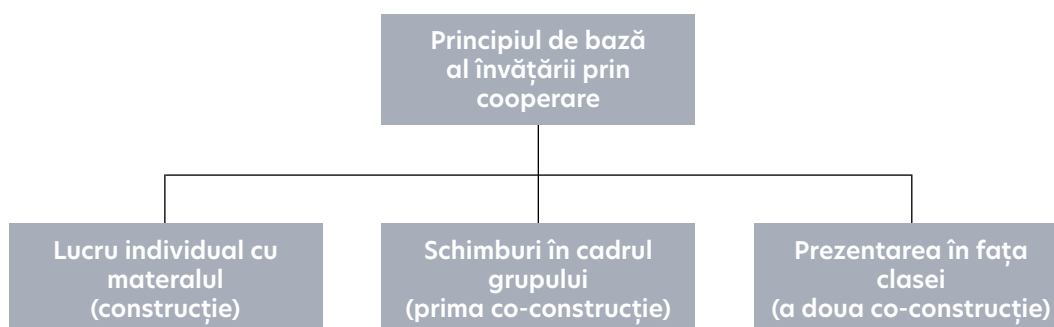 Principiul de bază
al învățării prin
cooperare
Lucru individual cu
materalul
(construcție)
Schimburi în cadrul
grupului
(prima co-construcție)
Prezentarea în fața
clasei
(a doua co-construcție)